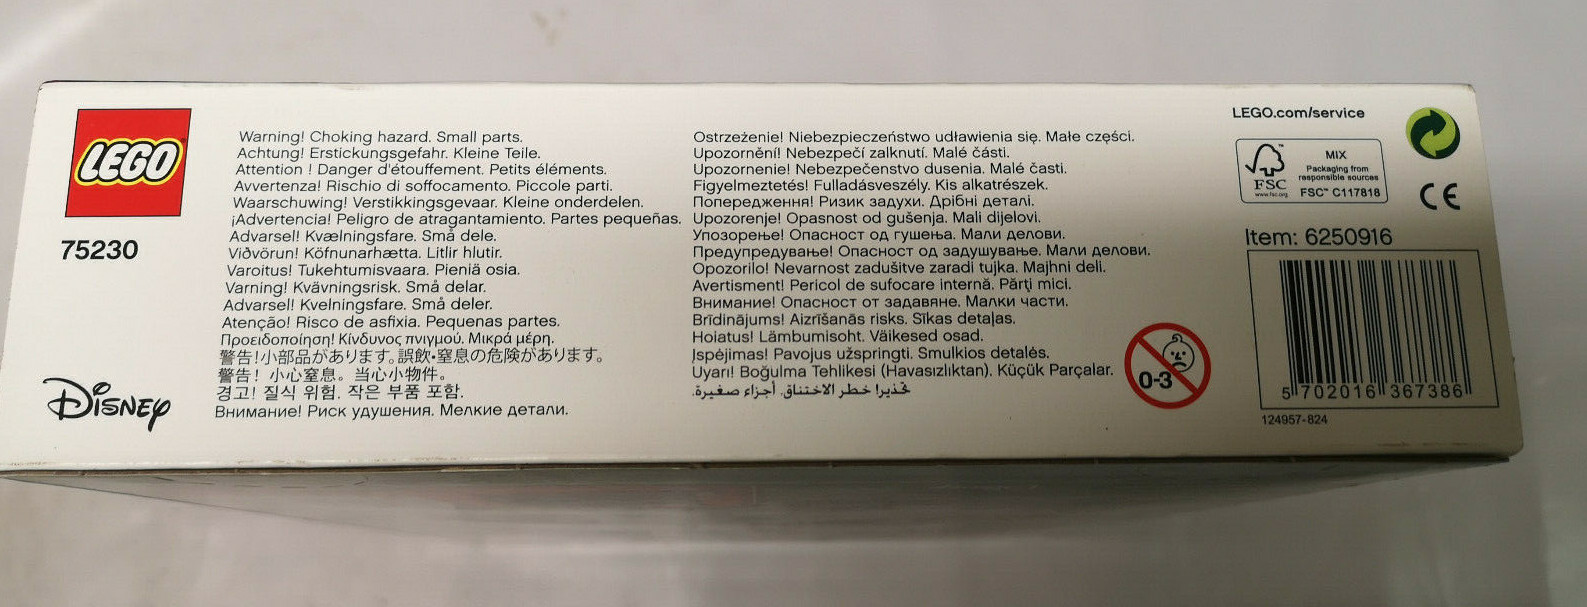 LEGO
75230
Disney
Warning! Choking hazard. Small parts.
Achtung! Erstickungsgefahr. Kleine Teile.
Attention ! Danger d'étouffement. Petits éléments.
Avvertenza! Rischio di soffocamento. Piccole parti.
Waarschuwing! Verstikkingsgevaar. Kleine onderdelen.
¡Advertencia! Peligro de atragantamiento. Partes pequeñas.
Advarsel! Kvælningsfare. Små dele.
Viðvörun! Köfnunarhætta. Litlir hlutir.
Varoitus! Tukehtumisvaara. Pieniä osia.
Varning! Kvävningsrisk. Små delar.
Advarsel! Kvelningsfare. Små deler.
Atenção! Risco de asfixia. Pequenas partes.
Προειδοποίηση! Κίνδυνος πνιγμού. Μικρά μέρη.
警告!小部品があります。誤飲・窒息の危険があります。
警告！小心窒息。当心小物件。
경고! 질식 위험. 작은 부품 포함.
Внимание! Риск удушения. Мелкие детали.
Ostrzeżenie! Niebezpieczeństwo udławienia się. Małe części.
Upozornění! Nebezpečí zalknutí. Malé části.
Upozornenie! Nebezpečenstvo dusenia. Malé časti.
Figyelmeztetés! Fulladásveszély. Kis alkatrészek.
Попередження! Ризик задухи. Дрібні деталі.
Upozorenje! Opasnost od gušenja. Mali dijelovi.
Упозорење! Опасност од гушења. Мали делови.
Предупредување! Опасност од задушување. Мали делови.
Opozorilo! Nevarnost zadušitve zaradi tujka. Majhni deli.
Avertisment! Pericol de sufocare internă. Părţi mici.
Внимание! Опасност от задавяне. Малки части.
Brīdinājums! Aizrīšanās risks. Sīkas detaļas.
Hoiatus! Lämbumisoht. Väikesed osad.
Įspėjimas! Pavojus užspringti. Smulkios detalės.
Uyarı! Boğulma Tehlikesi (Havasızlıktan). Küçük Parçalar.
تحذير! خطر الاختناق. أجزاء صغيرة.
0-3
LEGO.com/service
FSC
www.fsc.org
MIX
Packaging from
responsible sources
FSC™ C117818
CE
Item: 6250916
5 702016 367386
124957-824